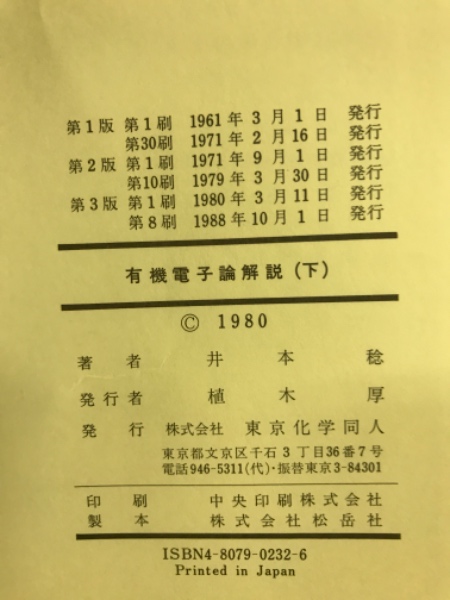 第1版 第1刷 1961年 3月 1日 発行
第30刷 1971年 2月16日 発行
第2版 第1刷 1971年 9月 1日 発行
第10刷 1979年 3月30日 発行
第3版 第1刷 1980年 3月11日 発行
第8刷 1988年10月 1日 発行
有機電子論解説(下)
© 1980
著者 井本稔
発行者 植木厚
発行 株式会社 東京化学同人
東京都文京区千石3丁目36番7号
電話946-5311(代)・振替東京3-84301
印刷 中央印刷株式会社
製本 株式会社松岳社
ISBN4-8079-0232-6
Printed in Japan